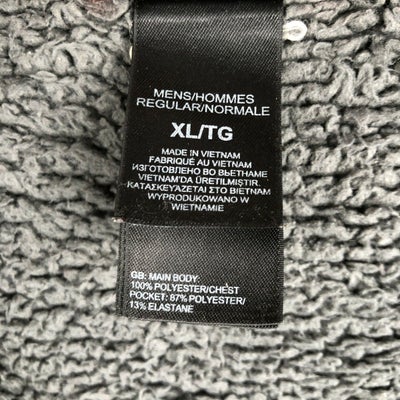 MENS/HOMMES
REGULAR/NORMALE
XL/TG
MADE IN VIETNAM
FABRIQUÉ AU VIETNAM
ИЗГОТОВЛЕНО ВО ВЬЕТНАМЕ
VIETNAM'DA ÜRETILMIŞTIR.
ΚΑΤΑΣΚΕΥΑΖΕΤΑΙ ΣΤΟ ΒΙΕΤΝΑΜ
WYPRODUKOWANO W
WIETNAMIE
GB: MAIN BODY:
100% POLYESTER/CHEST
POCKET: 87% POLYESTER/
13% ELASTANE